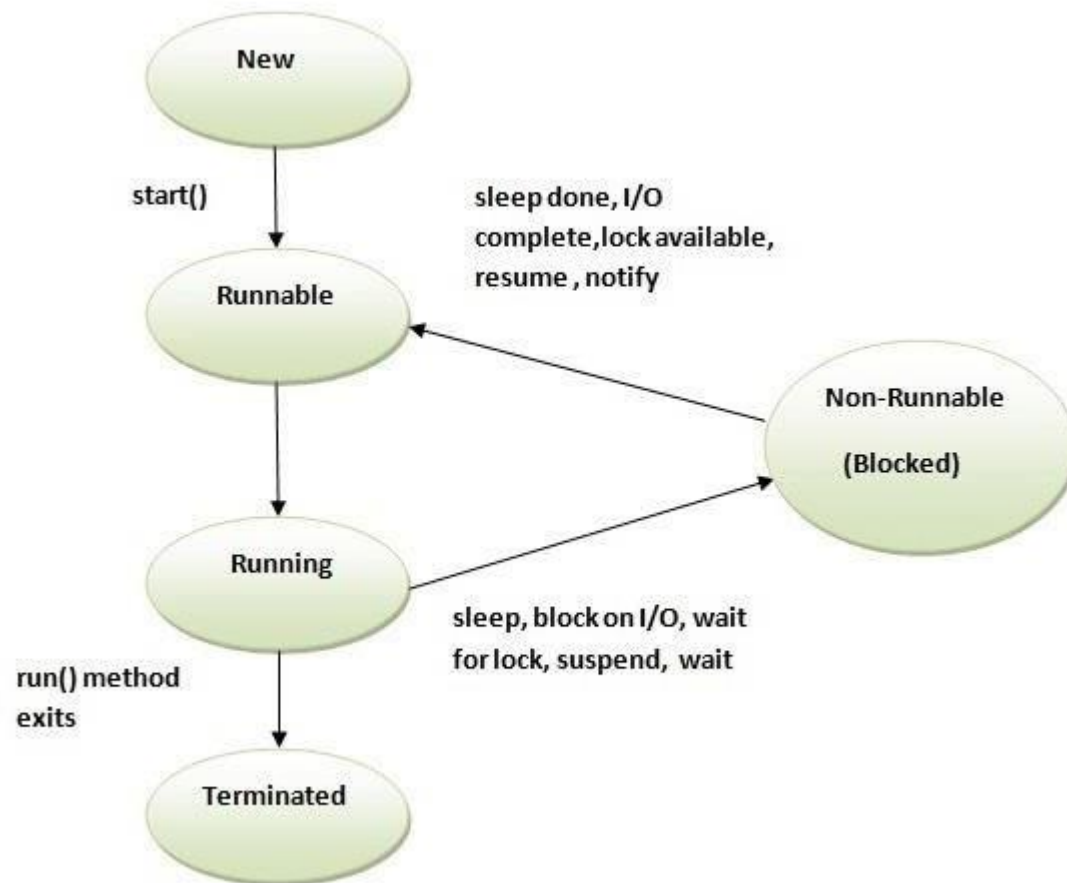 New
start()
sleep done, I/O
complete,lock available,
resume , notify
Runnable
Non-Runnable
(Blocked)
Running
sleep, block on I/O, wait
for lock, suspend, wait
run() method
exits
Terminated